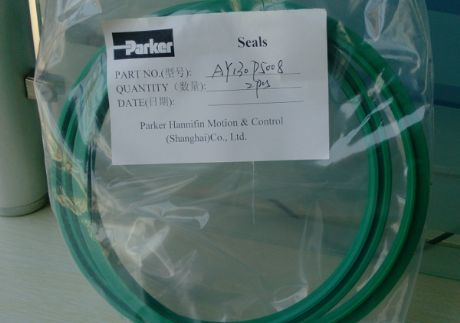 Parker Seals
PART NO.(型号): AY130P5008
QUANTITY (数量): 2pcs
DATE(日期):
Parker Hannifin Motion & Control
(Shanghai)Co., Ltd.